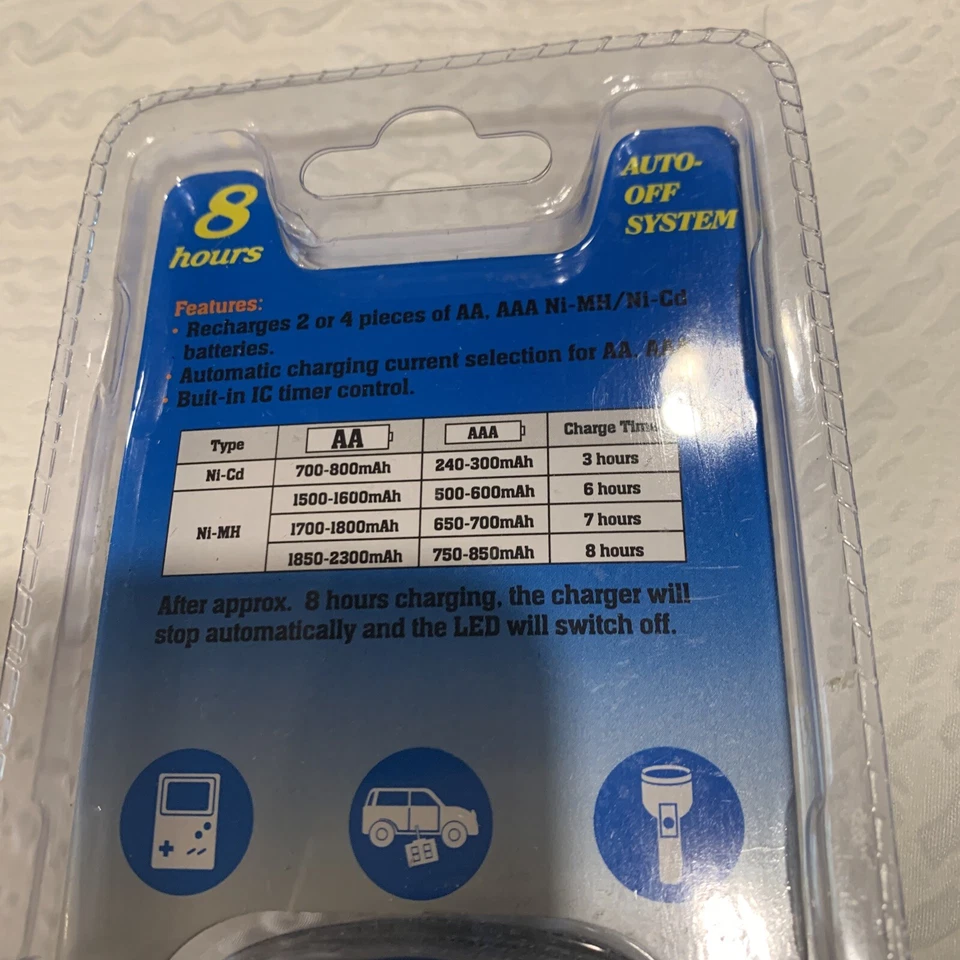 8
hours
AUTO-
OFF
SYSTEM
Features:
• Recharges 2 or 4 pieces of AA, AAA Ni-MH/Ni-Cd
batteries.
• Automatic charging current selection for AA, AAA
• Buit-in IC timer control.
Type AA AAA Charge Time
Ni-Cd 700-800mAh 240-300mAh 3 hours
1500-1600mAh 500-600mAh 6 hours
Ni-MH 1700-1800mAh 650-700mAh 7 hours
1850-2300mAh 750-850mAh 8 hours
After approx. 8 hours charging, the charger will
stop automatically and the LED will switch off.
88